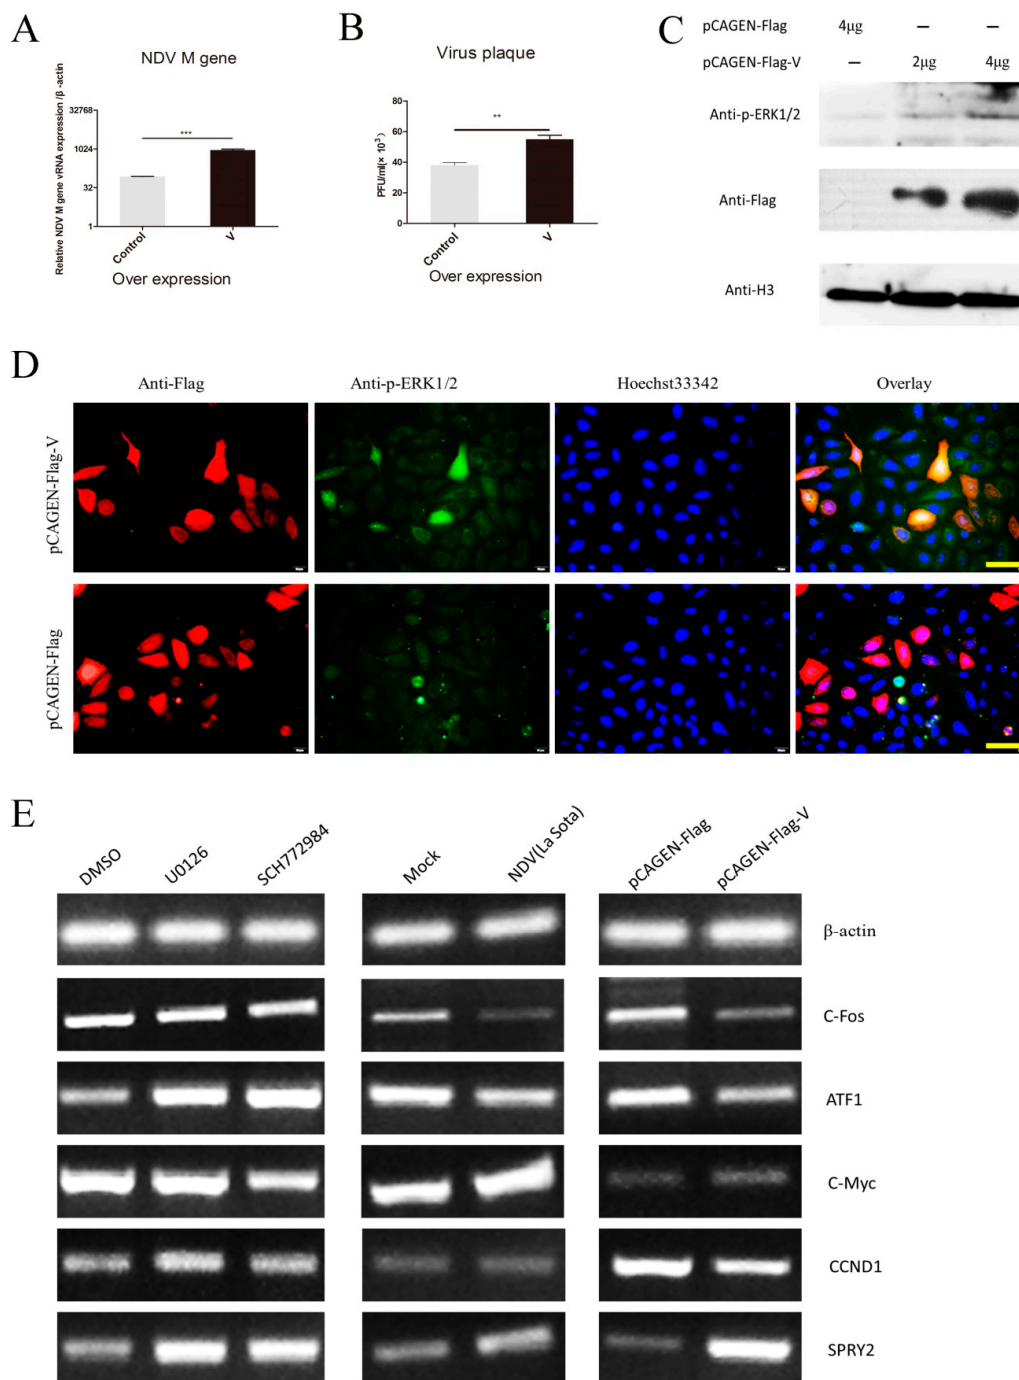 A
NDV M gene
Relative NDV M gene vRNA expression /β -actin
32768
1024
32
1
***
Control
V
Over expression
B
Virus plaque
PFU/ml(× 10³)
80
60
40
20
0
**
Control
V
Over expression
C
pCAGEN-Flag 4μg – –
pCAGEN-Flag-V – 2μg 4μg
Anti-p-ERK1/2
Anti-Flag
Anti-H3
D
Anti-Flag Anti-p-ERK1/2 Hoechst33342 Overlay
pCAGEN-Flag-V
pCAGEN-Flag
E
DMSO U0126 SCH772984 Mock NDV(La Sota) pCAGEN-Flag pCAGEN-Flag-V
β-actin
C-Fos
ATF1
C-Myc
CCND1
SPRY2